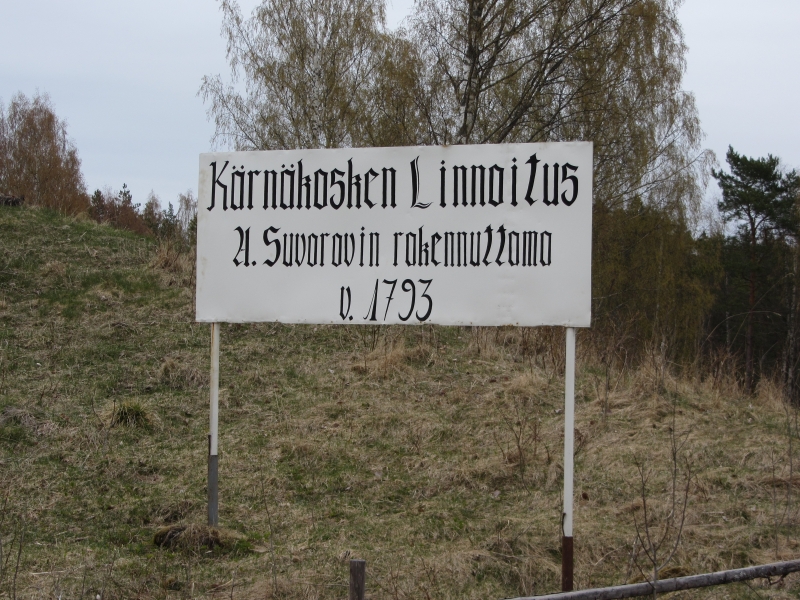 Kärnäkosken Linnoitus
A. Suvorovin rakennuttama
v. 1793